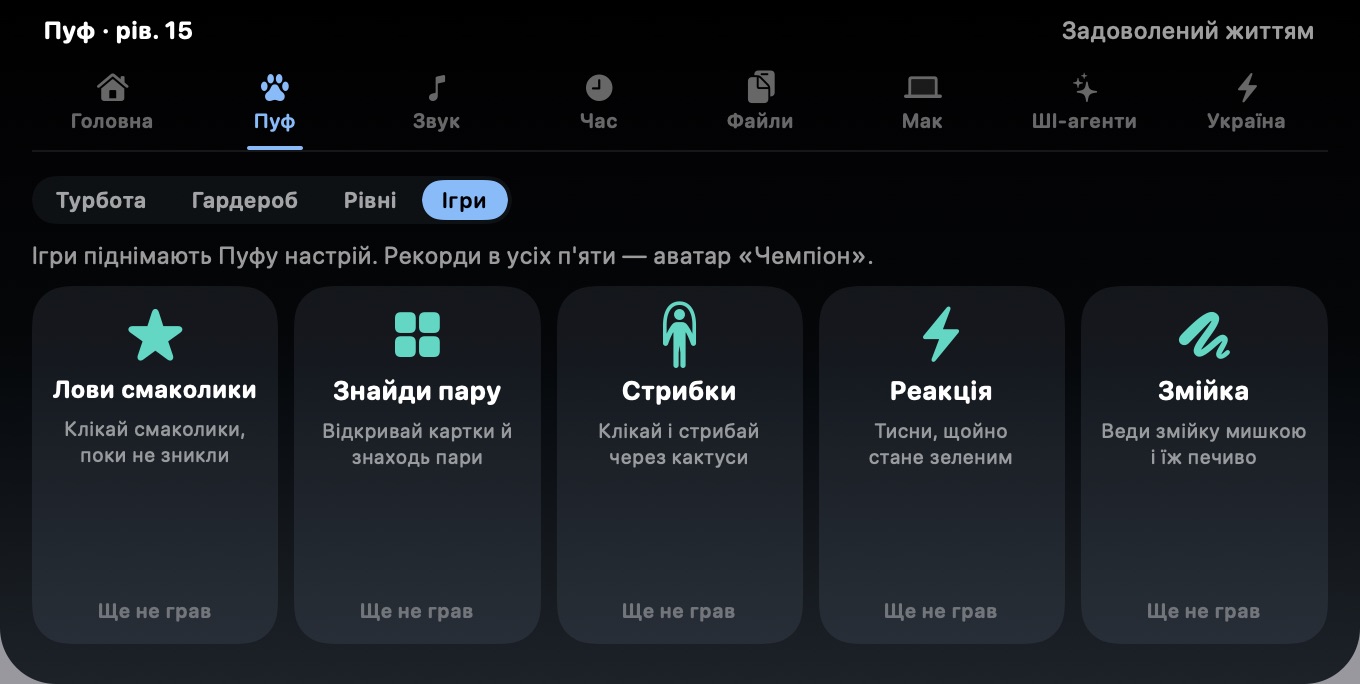 Пуф · рів. 15
Задоволений життям
Головна
Пуф
Звук
Час
Файли
Мак
ШІ-агенти
Україна
Турбота
Гардероб
Рівні
Ігри
Ігри піднімають Пуфу настрій. Рекорди в усіх п'яти — аватар «Чемпіон».
Лови смаколики
Клікай смаколики,
поки не зникли
Ще не грав
Знайди пару
Відкривай картки й
знаходь пари
Ще не грав
Стрибки
Клікай і стрибай
через кактуси
Ще не грав
Реакція
Тисни, щойно
стане зеленим
Ще не грав
Змійка
Веди змійку мишкою
і їж печиво
Ще не грав